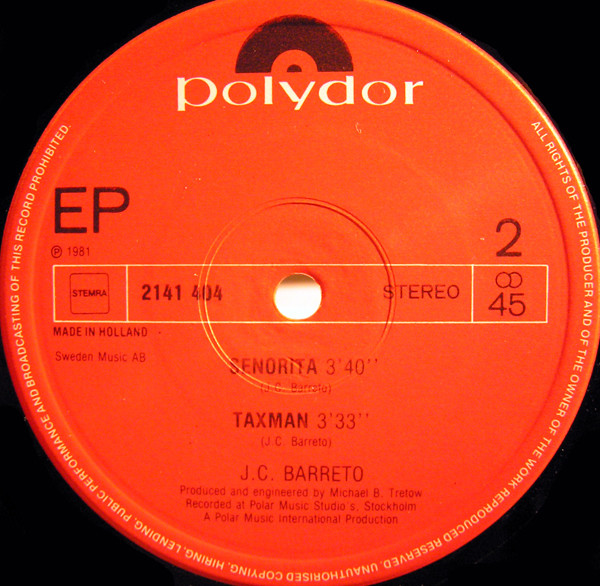 polydor
EP
℗ 1981
2
STEMRA
2141 404
STEREO
45
MADE IN HOLLAND
Sweden Music AB
SENORITA 3'40''
(J.C. Barreto)
TAXMAN 3'33''
(J.C. Barreto)
J.C. BARRETO
Produced and engineered by Michael B. Tretow
Recorded at Polar Music Studio's, Stockholm
A Polar Music International Production
ALL RIGHTS OF THE PRODUCER AND OF THE OWNER OF THE WORK REPRODUCED RESERVED. UNAUTHORISED COPYING, HIRING, LENDING, PUBLIC PERFORMANCE AND BROADCASTING OF THIS RECORD PROHIBITED.